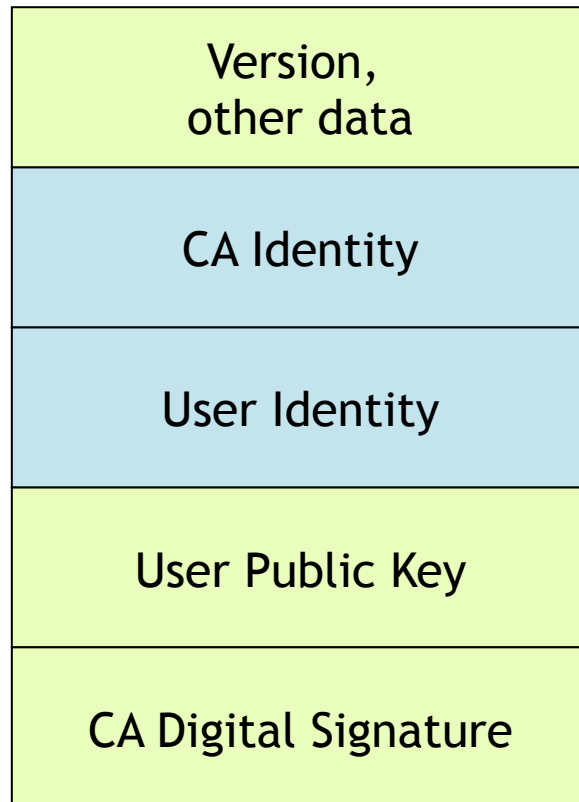 Version,
other data
CA Identity
User Identity
User Public Key
CA Digital Signature